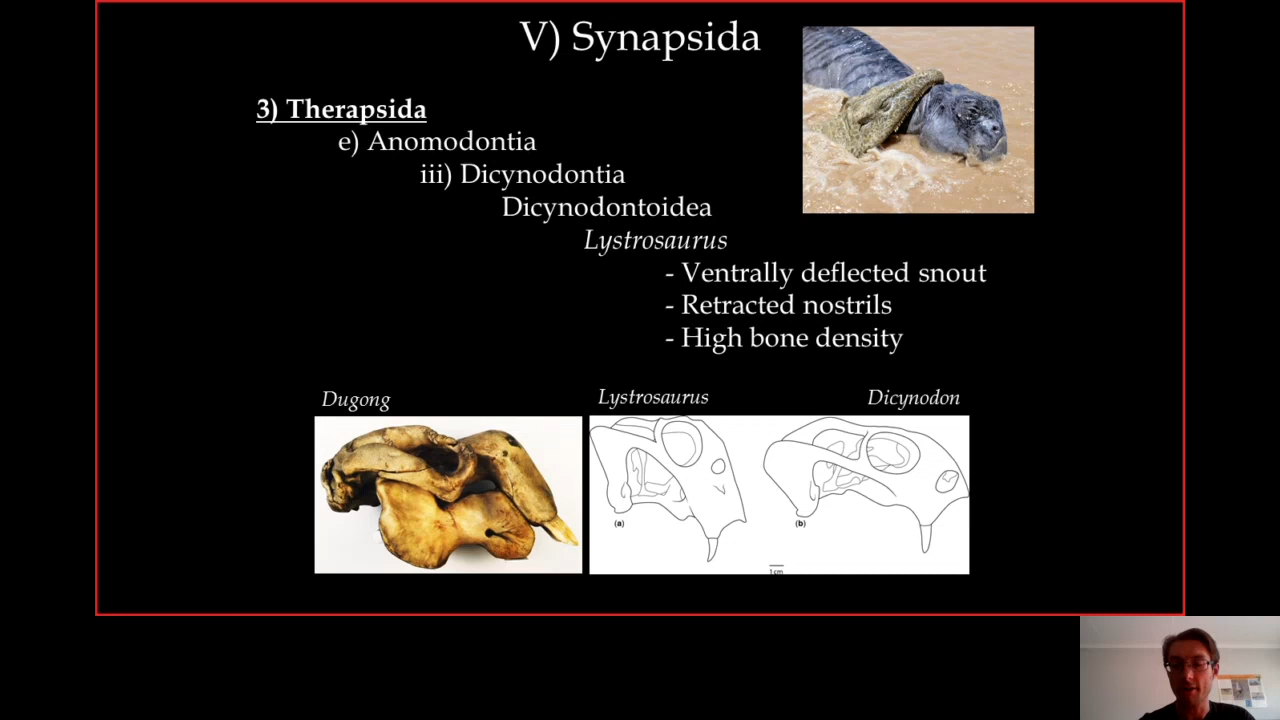 V) Synapsida
3) Therapsida
e) Anomodontia
iii) Dicynodontia
Dicynodontoidea
Lystrosaurus
- Ventrally deflected snout
- Retracted nostrils
- High bone density
Dugong
Lystrosaurus
Dicynodon
(a)
(b)
1cm